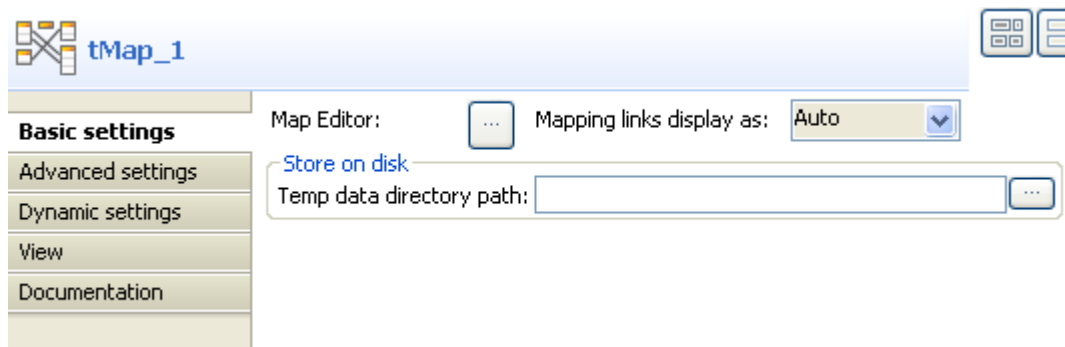 tMap_1
Basic settings
Advanced settings
Dynamic settings
View
Documentation
Map Editor: ... Mapping links display as: Auto
Store on disk
Temp data directory path: ...